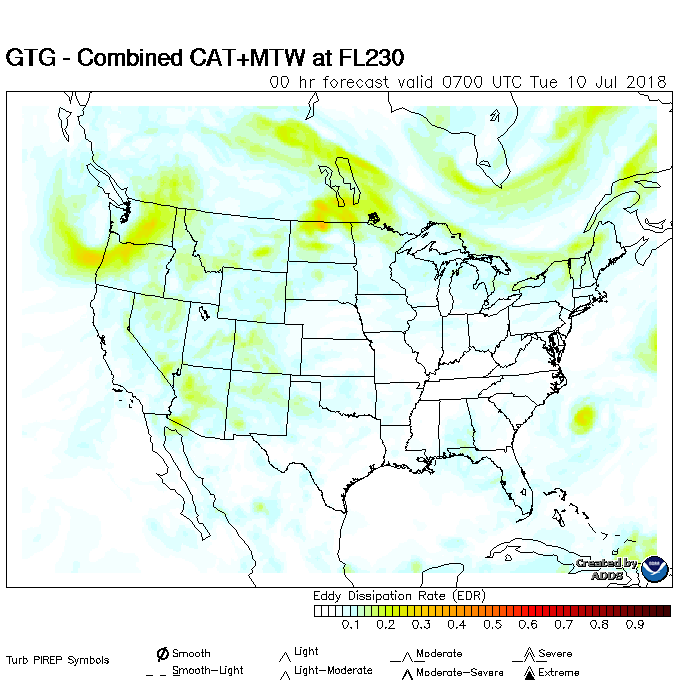 GTG - Combined CAT+MTW at FL230
00 hr forecast valid 0700 UTC Tue 10 Jul 2018
Created by
ADDS
Eddy Dissipation Rate (EDR)
0.1 0.2 0.3 0.4 0.5 0.6 0.7 0.8 0.9
Turb PIREP Symbols
Smooth Light Moderate Severe
Smooth-Light Light-Moderate Moderate-Severe Extreme